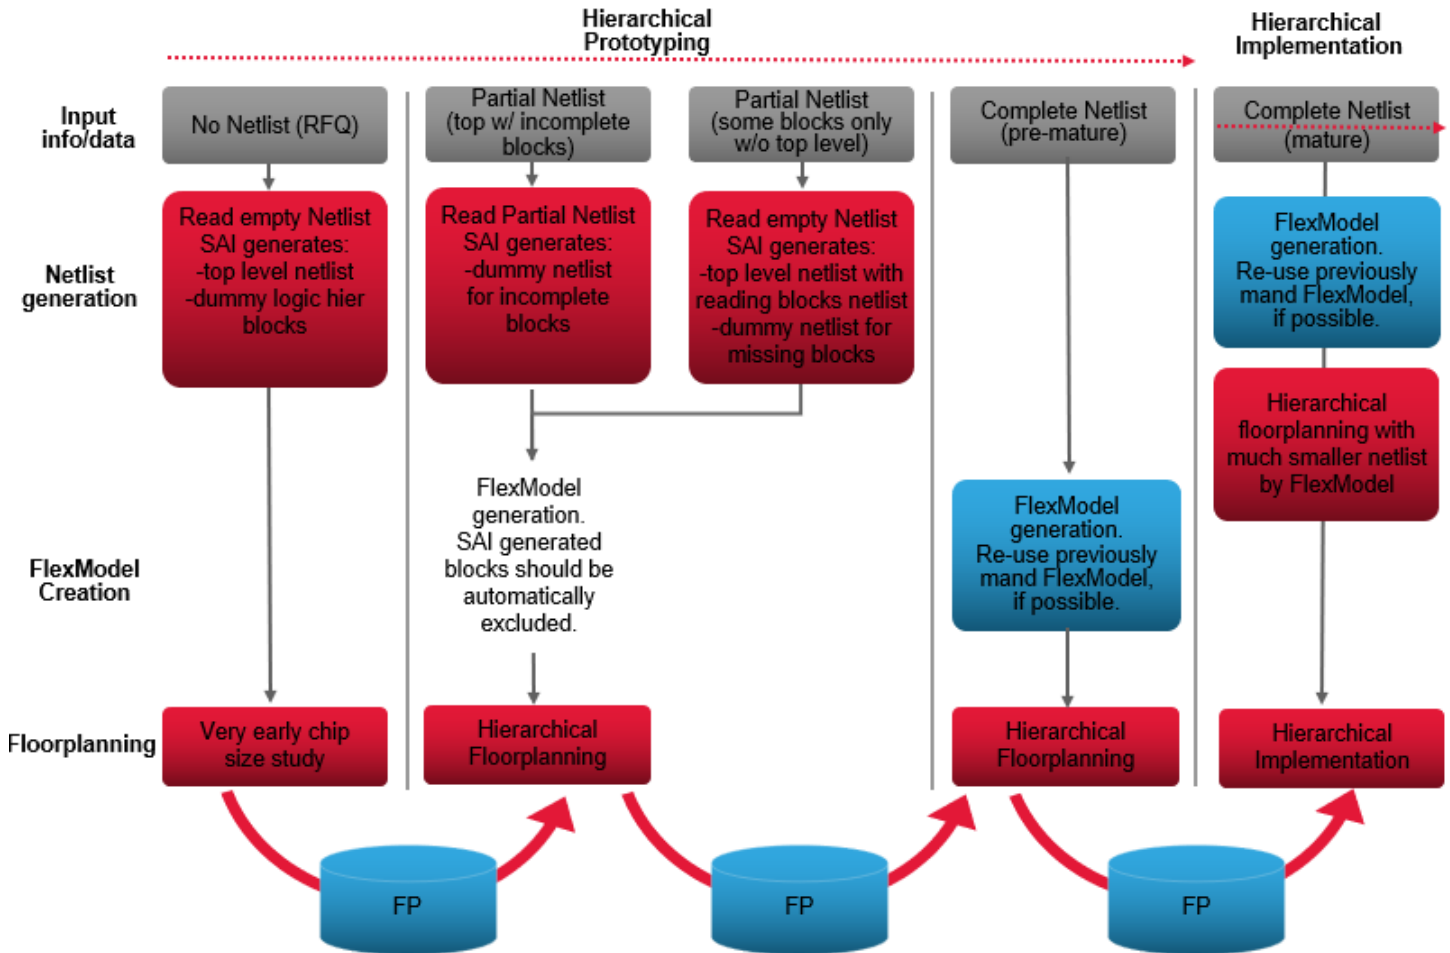 Hierarchical
Prototyping
Hierarchical
Implementation
Input
info/data
No Netlist (RFQ)
Partial Netlist
(top w/ incomplete
blocks)
Partial Netlist
(some blocks only
w/o top level)
Complete Netlist
(pre-mature)
Complete Netlist
(mature)
Netlist
generation
Read empty Netlist
SAI generates:
-top level netlist
-dummy logic hier
blocks
Read Partial Netlist
SAI generates:
-dummy netlist
for incomplete
blocks
Read empty Netlist
SAI generates:
-top level netlist with
reading blocks netlist
-dummy netlist for
missing blocks
FlexModel
generation.
Re-use previously
mand FlexModel,
if possible.
Hierarchical
floorplanning with
much smaller netlist
by FlexModel
FlexModel
Creation
FlexModel
generation.
SAI generated
blocks should be
automatically
excluded.
FlexModel
generation.
Re-use previously
mand FlexModel,
if possible.
Floorplanning
Very early chip
size study
Hierarchical
Floorplanning
Hierarchical
Floorplanning
Hierarchical
Implementation
FP
FP
FP